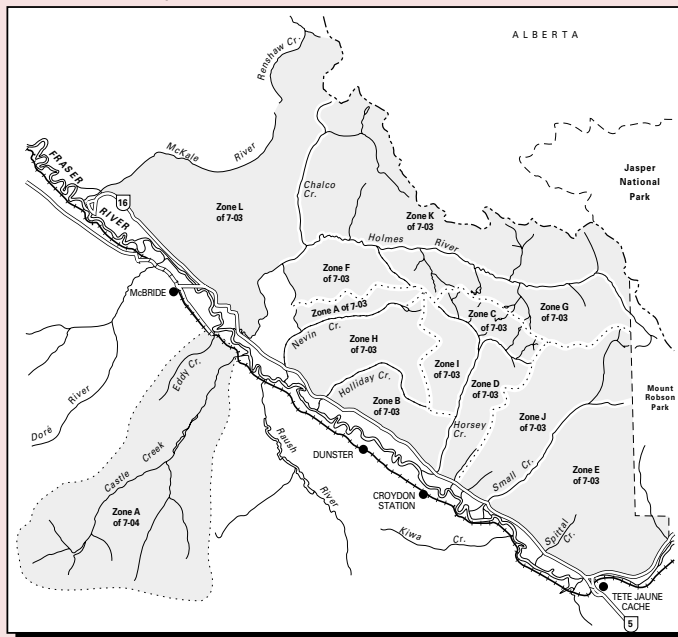 ALBERTA
Renshaw Cr.
McKale River
FRASER RIVER
16
Jasper
National
Park
Chalco
Cr.
Zone L
of 7-03
Zone K
of 7-03
Holmes River
Zone F
of 7-03
McBRIDE
Zone A of 7-03
Zone C
of 7-03
Zone G
of 7-03
Nevin Cr.
Zone H
of 7-03
Eddy Cr.
Zone I
of 7-03
Zone D
of 7-03
Holliday Cr.
Zone B
of 7-03
Mount
Robson
Park
Doré River
Zone J
of 7-03
Horsey
Cr.
Raush River
DUNSTER
Castle Creek
Small Cr.
Zone E
of 7-03
CROYDON
STATION
Zone A
of 7-04
Kiwa Cr.
Spittal
Cr.
TETE JAUNE
CACHE
5